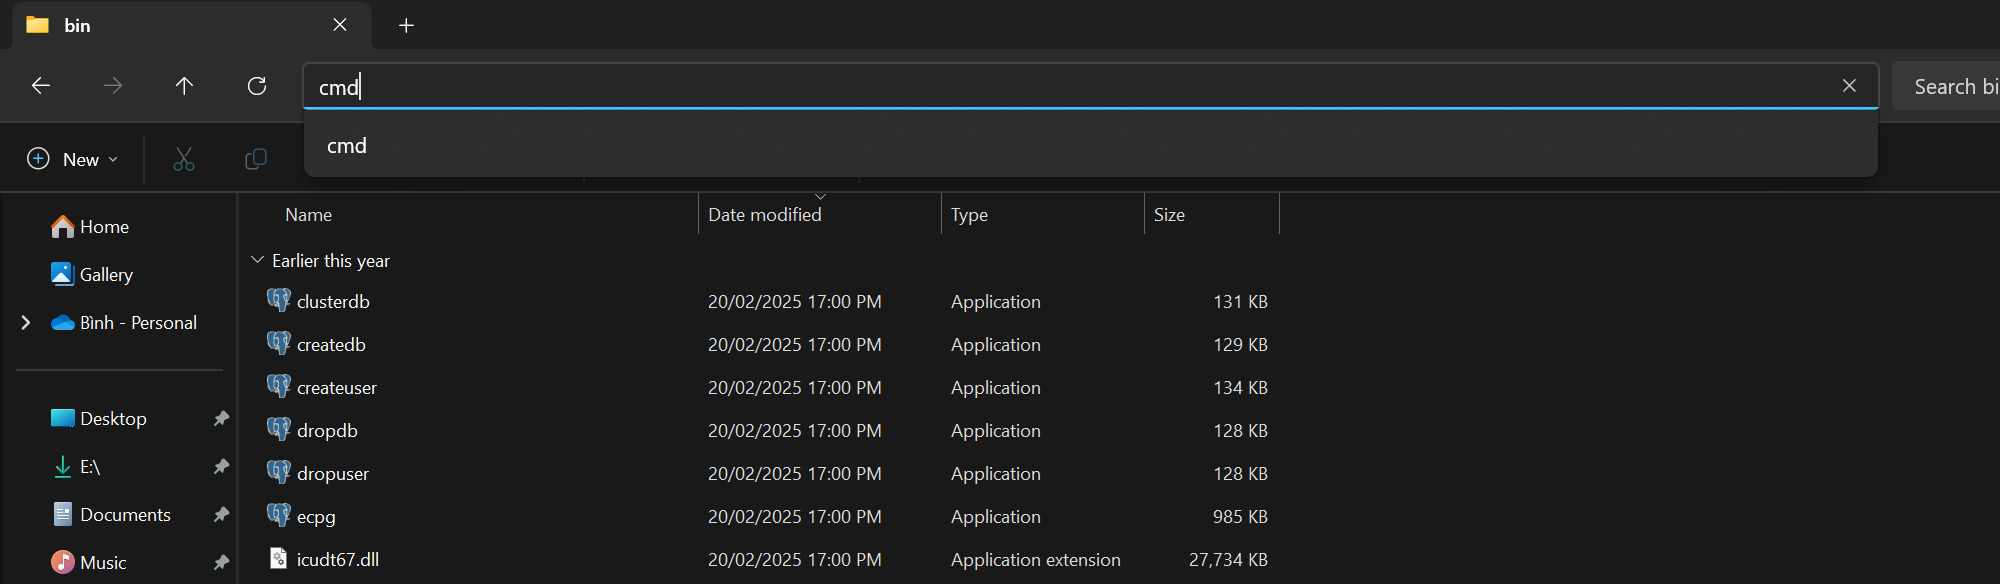 bin
cmd
Search bi
cmd
New
Name Date modified Type Size
Home
Gallery
Bình - Personal
Desktop
E:\
Documents
Music
Earlier this year
clusterdb 20/02/2025 17:00 PM Application 131 KB
createdb 20/02/2025 17:00 PM Application 129 KB
createuser 20/02/2025 17:00 PM Application 134 KB
dropdb 20/02/2025 17:00 PM Application 128 KB
dropuser 20/02/2025 17:00 PM Application 128 KB
ecpg 20/02/2025 17:00 PM Application 985 KB
icudt67.dll 20/02/2025 17:00 PM Application extension 27,734 KB